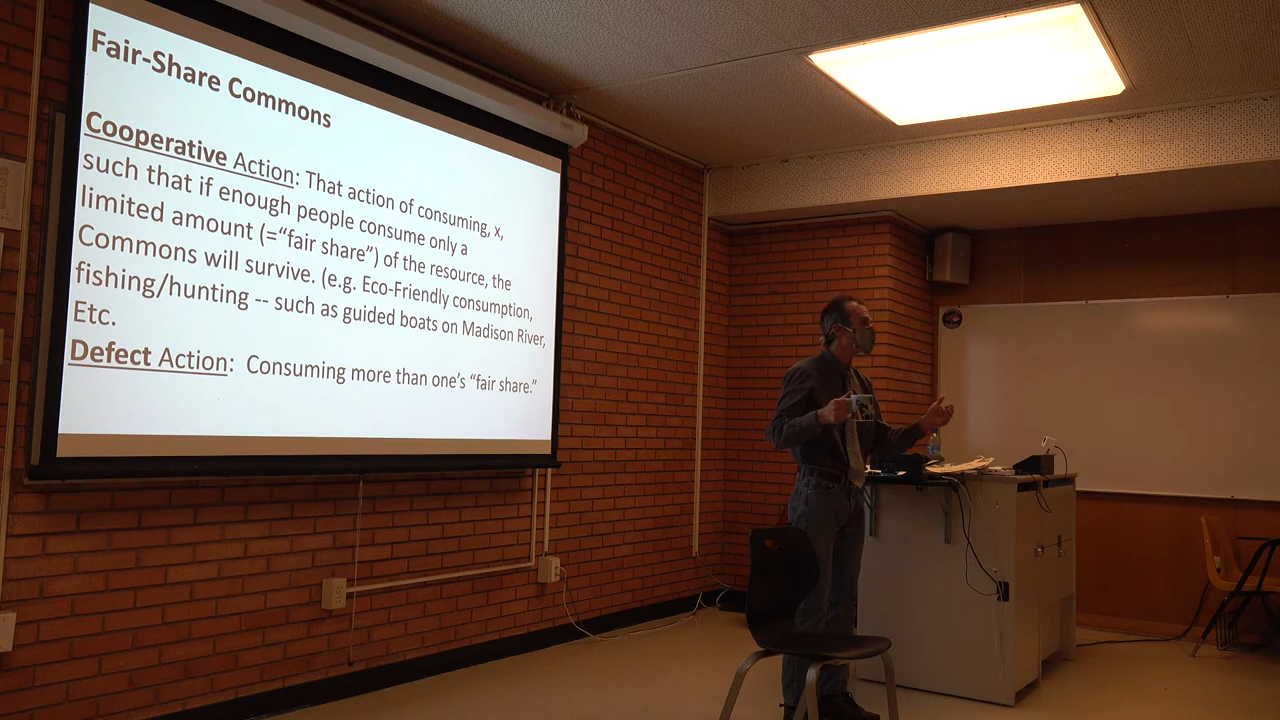 Fair-Share Commons
Cooperative Action: That action of consuming, x,
such that if enough people consume only a
limited amount (=“fair share”) of the resource, the
Commons will survive. (e.g. Eco-Friendly consumption,
fishing/hunting -- such as guided boats on Madison River,
Etc.
Defect Action: Consuming more than one’s “fair share.”